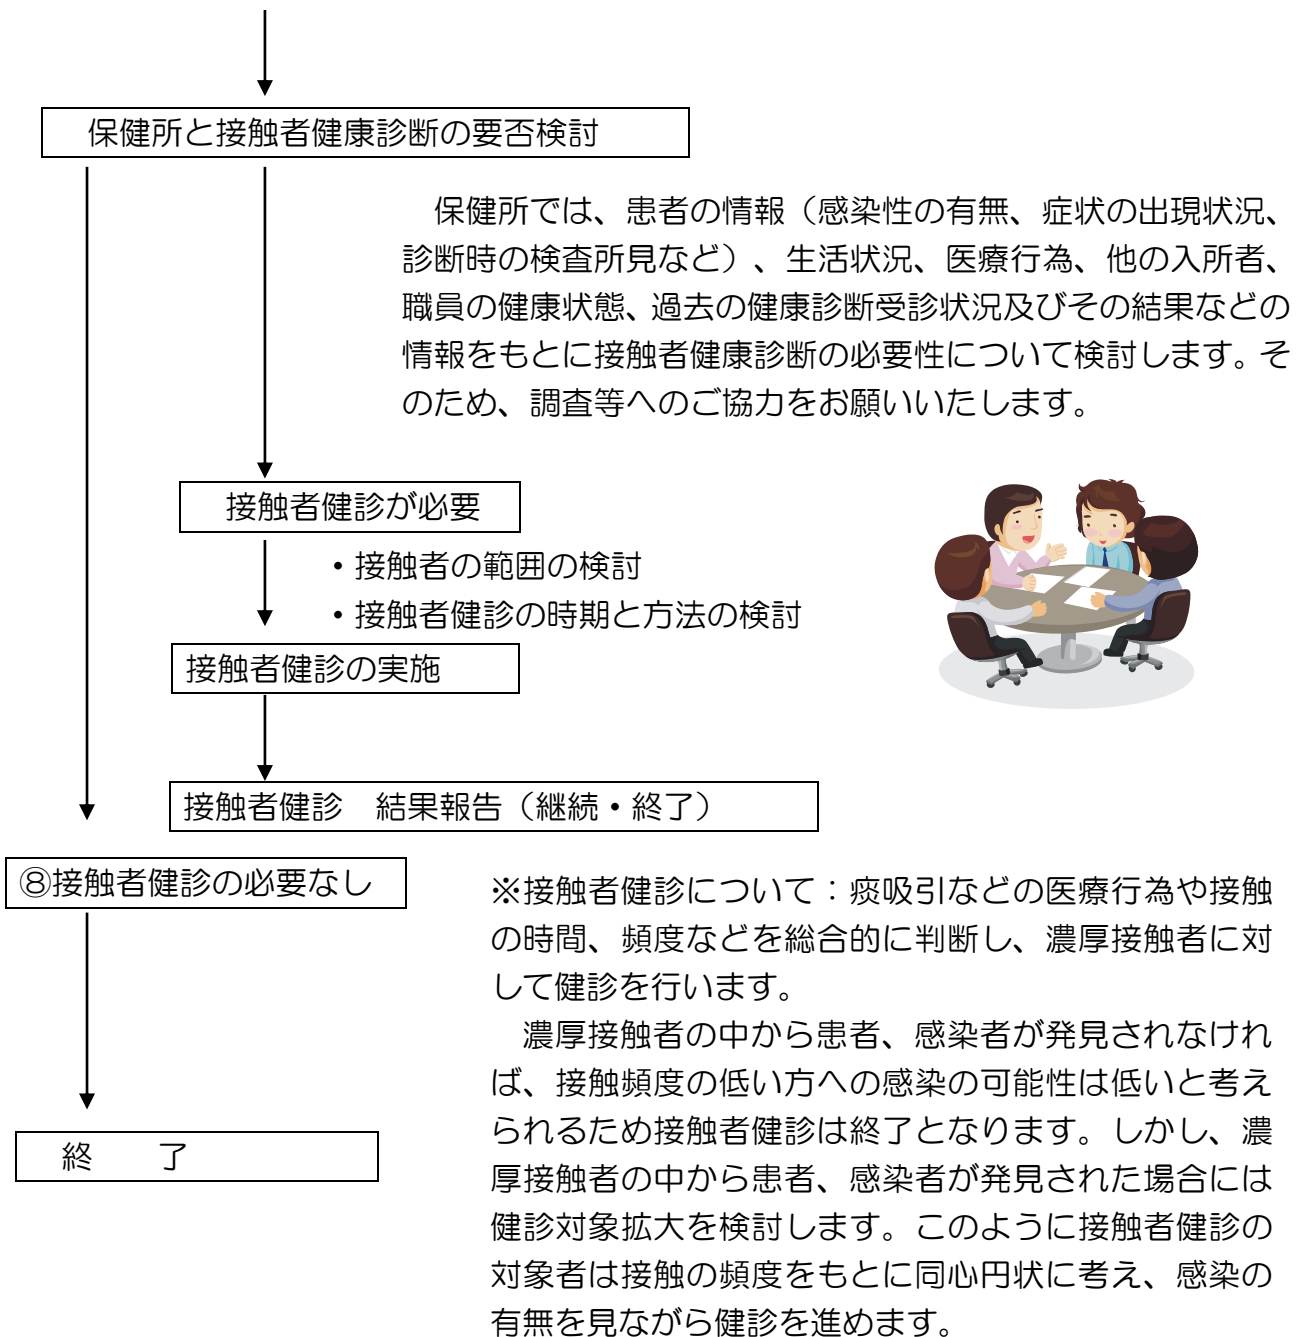 保健所と接触者健康診断の要否検討
保健所では、患者の情報（感染性の有無、症状の出現状況、
診断時の検査所見など）、生活状況、医療行為、他の入所者、
職員の健康状態、過去の健康診断受診状況及びその結果などの
情報をもとに接触者健康診断の必要性について検討します。そ
のため、調査等へのご協力をお願いいたします。
接触者健診が必要
・接触者の範囲の検討
・接触者健診の時期と方法の検討
接触者健診の実施
接触者健診　結果報告（継続・終了）
⑧接触者健診の必要なし
※接触者健診について：痰吸引などの医療行為や接触
の時間、頻度などを総合的に判断し、濃厚接触者に対
して健診を行います。
濃厚接触者の中から患者、感染者が発見されなけれ
ば、接触頻度の低い方への感染の可能性は低いと考え
られるため接触者健診は終了となります。しかし、濃
厚接触者の中から患者、感染者が発見された場合には
健診対象拡大を検討します。このように接触者健診の
対象者は接触の頻度をもとに同心円状に考え、感染の
有無を見ながら健診を進めます。
終　　了